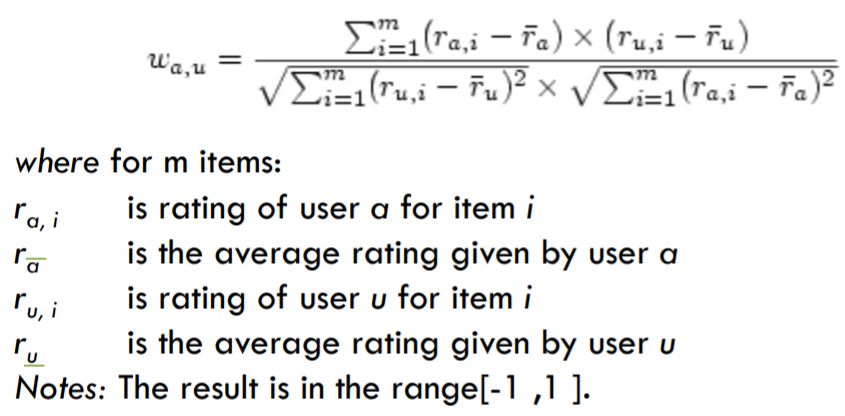 w_{a,u} = \frac{\sum_{i=1}^{m}(r_{a,i} - \bar{r}_a) \times (r_{u,i} - \bar{r}_u)}{\sqrt{\sum_{i=1}^{m}(r_{u,i} - \bar{r}_u)^2} \times \sqrt{\sum_{i=1}^{m}(r_{a,i} - \bar{r}_a)^2}}
where for m items:
r_{a, i} is rating of user a for item i
r_{\overline{a}} is the average rating given by user a
r_{u, i} is rating of user u for item i
r_{\underline{u}} is the average rating given by user u
Notes: The result is in the range[-1 ,1 ].